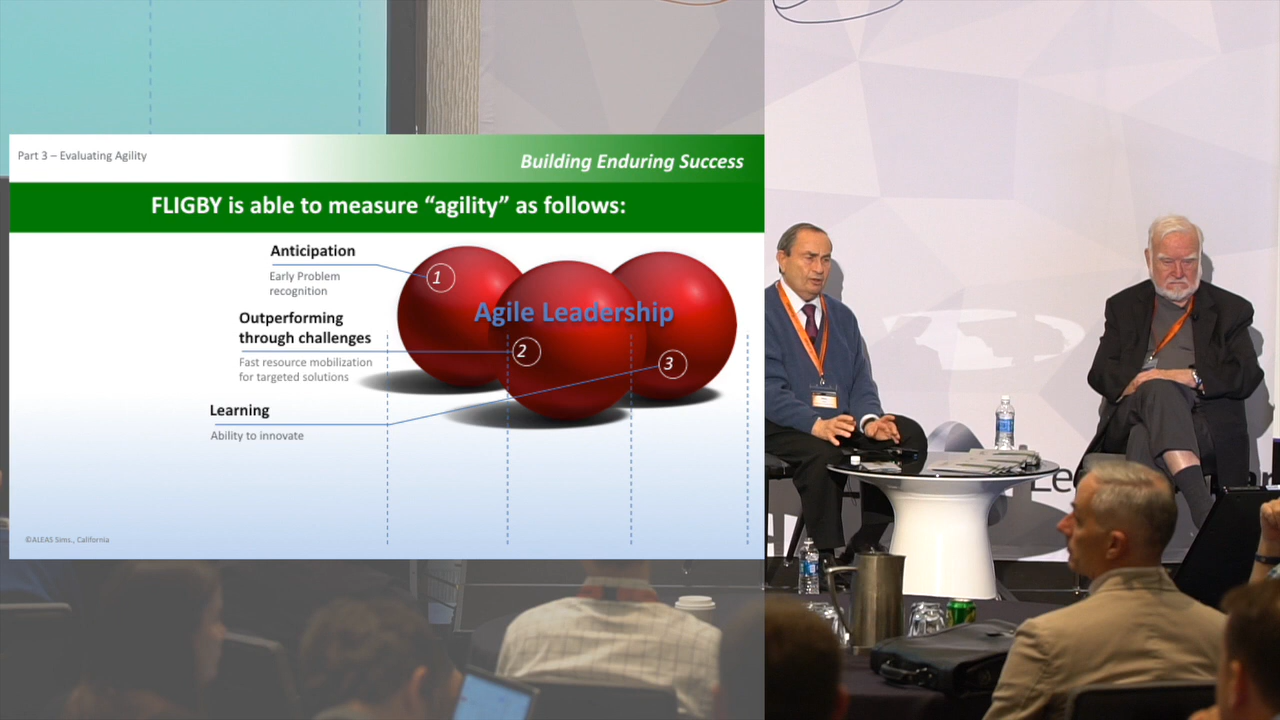 Part 3 – Evaluating Agility
Building Enduring Success
FLIGBY is able to measure “agility” as follows:
Anticipation
Early Problem
recognition
1
Agile Leadership
Outperforming
through challenges
2
Fast resource mobilization
for targeted solutions
3
Learning
Ability to innovate
©ALEAS Sims., California